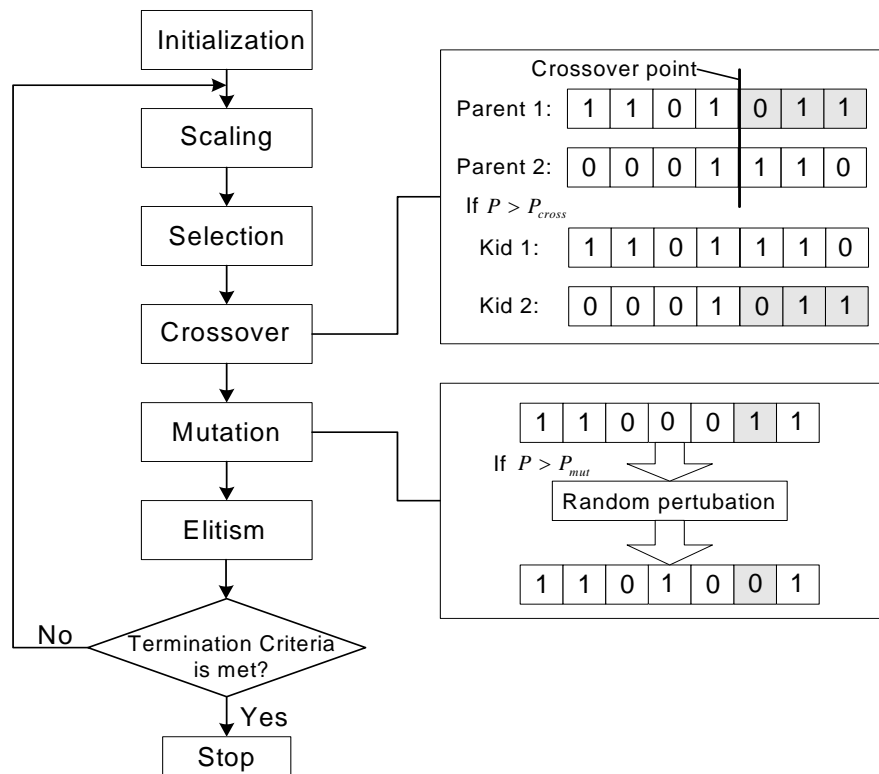 Initialization
Scaling
Selection
Crossover
Mutation
Elitism
Termination Criteria
is met?
No
Yes
Stop
Crossover point
Parent 1: 1 1 0 1 0 1 1
Parent 2: 0 0 0 1 1 1 0
If P > Pcross
Kid 1: 1 1 0 1 1 1 0
Kid 2: 0 0 0 1 0 1 1
1 1 0 0 0 1 1
If P > Pmut
Random pertubation
1 1 0 1 0 0 1